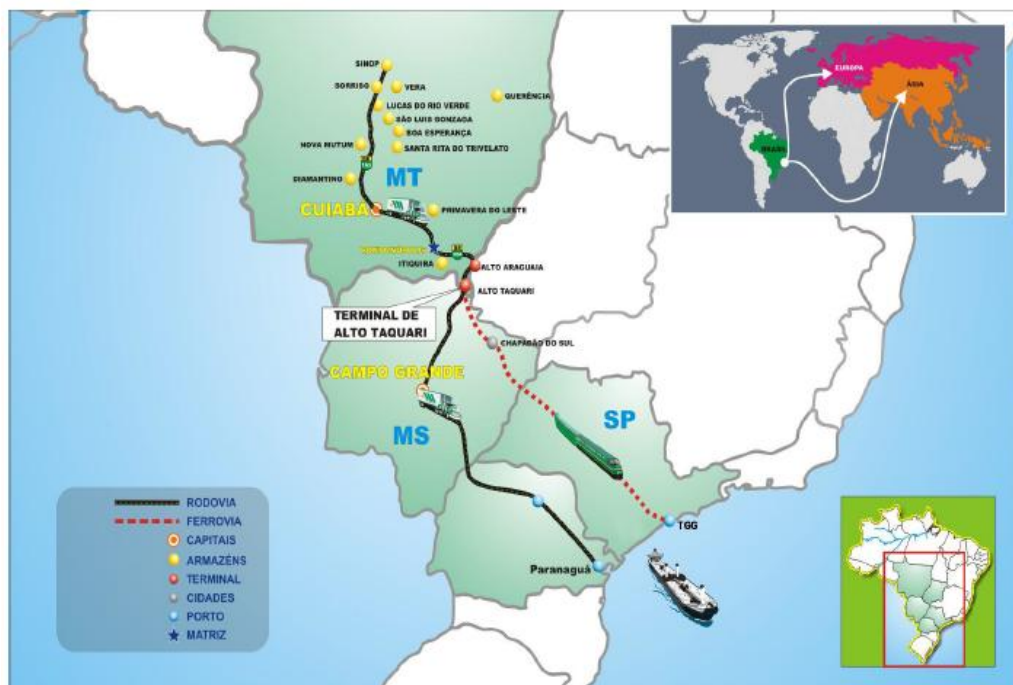 SINOP
SORRISO
VERA
QUERÊNCIA
LUCAS DO RIO VERDE
SÃO LUIS GONZAGA
BOA ESPERANÇA
NOVA MUTUM
SANTA RITA DO TRIVELATO
DIAMANTINO
MT
CUIABÁ
PRIMAVERA DO LESTE
ITIQUIRA
ALTO ARAGUAIA
ALTO TAQUARI
TERMINAL DE
ALTO TAQUARI
CHAPADÃO DO SUL
CAMPO GRANDE
MS
SP
TGG
Paranaguá
EUROPA
ÁSIA
BRASIL
RODOVIA
FERROVIA
CAPITAIS
ARMAZÉNS
TERMINAL
CIDADES
PORTO
MATRIZ